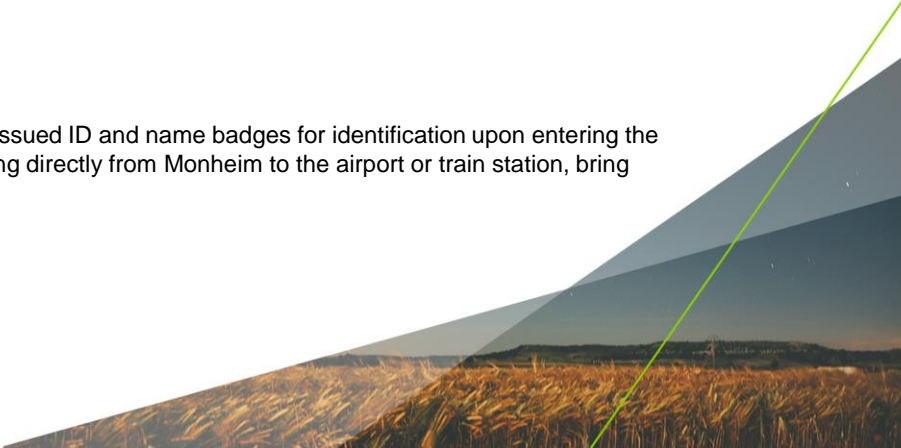 ssued ID and name badges for identification upon entering the
ng directly from Monheim to the airport or train station, bring